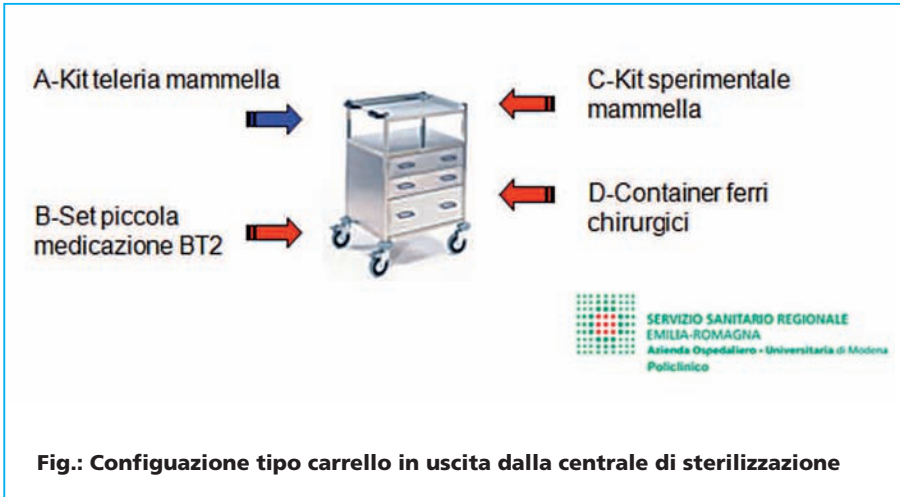 A-Kit teleria mammella
C-Kit sperimentale
mammella
B-Set piccola
medicazione BT2
D-Container ferri
chirurgici
SERVIZIO SANITARIO REGIONALE
EMILIA-ROMAGNA
Azienda Ospedaliero - Universitaria di Modena
Policlinico
Fig.: Configuazione tipo carrello in uscita dalla centrale di sterilizzazione